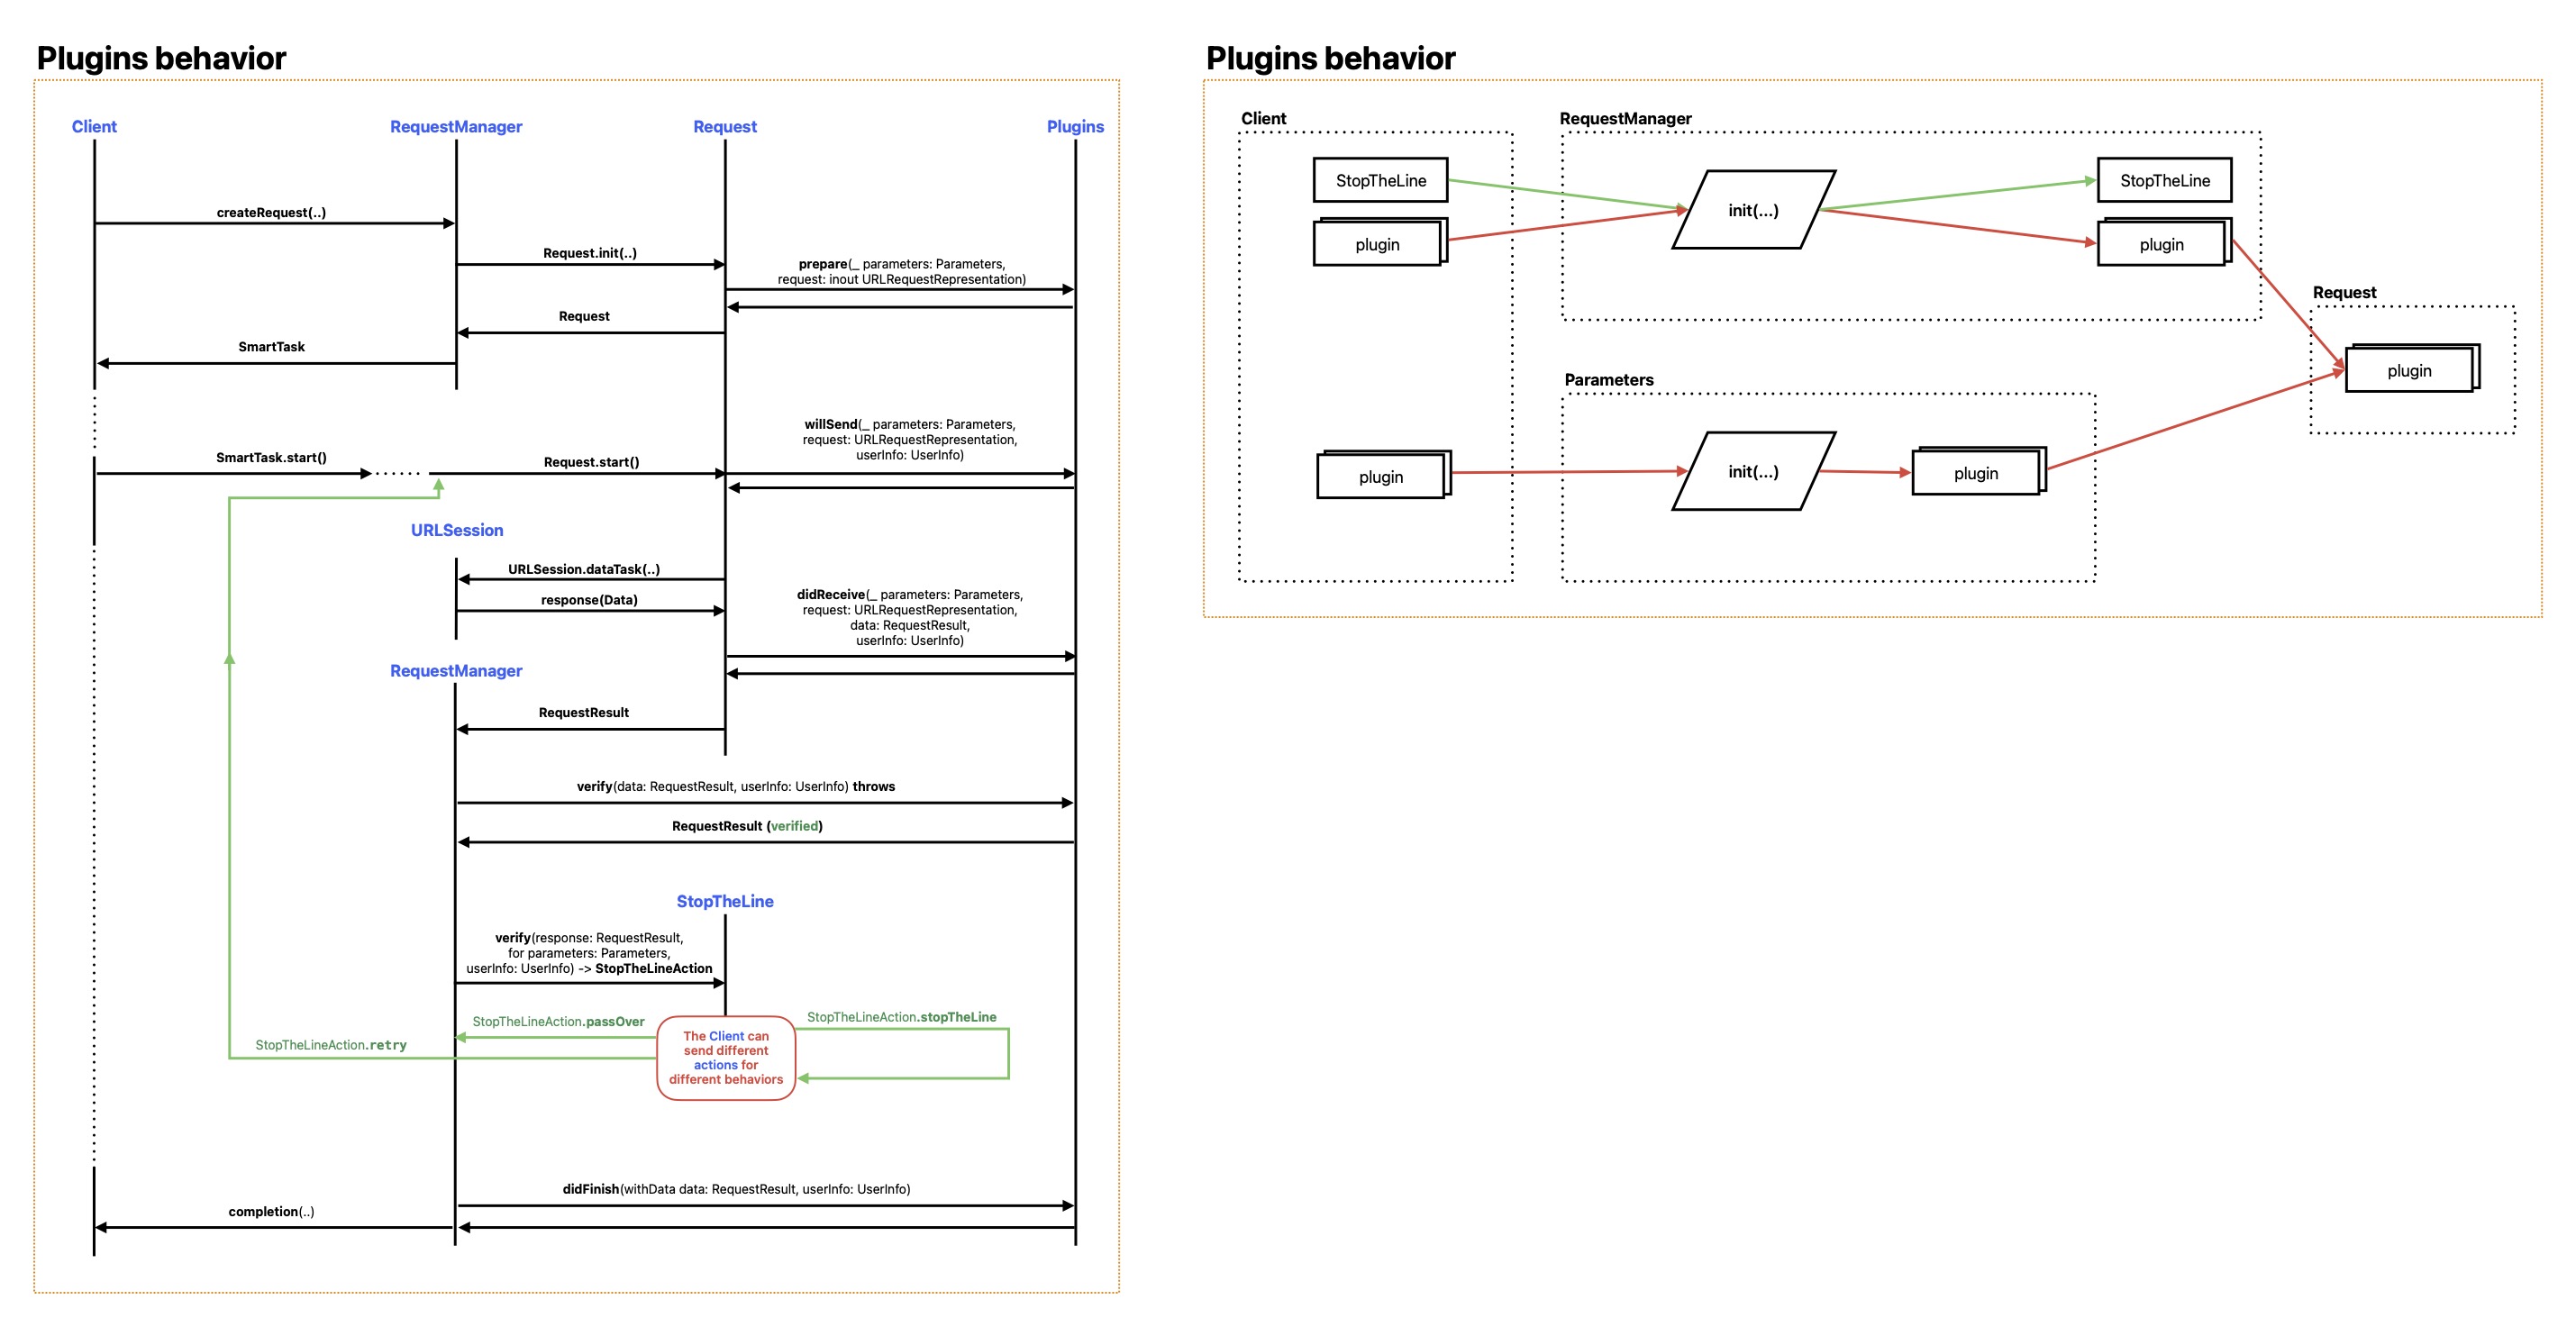 Plugins behavior
Client
RequestManager
Request
Plugins
createRequest(..)
Request.init(..)
prepare(_ parameters: Parameters,
request: inout URLRequestRepresentation)
Request
SmartTask
willSend(_ parameters: Parameters,
request: URLRequestRepresentation,
userInfo: UserInfo)
SmartTask.start()
Request.start()
URLSession
URLSession.dataTask(..)
response(Data)
didReceive(_ parameters: Parameters,
request: URLRequestRepresentation,
data: RequestResult,
userInfo: UserInfo)
RequestManager
RequestResult
verify(data: RequestResult, userInfo: UserInfo) throws
RequestResult (verified)
StopTheLine
verify(response: RequestResult,
for parameters: Parameters,
userInfo: UserInfo) -> StopTheLineAction
StopTheLineAction.passOver
StopTheLineAction.stopTheLine
StopTheLineAction.retry
The Client can
send different
actions for
different behaviors
didFinish(withData data: RequestResult, userInfo: UserInfo)
completion(..)
Plugins behavior
Client
RequestManager
StopTheLine
plugin
init(...)
StopTheLine
plugin
Request
plugin
Parameters
plugin
init(...)
plugin